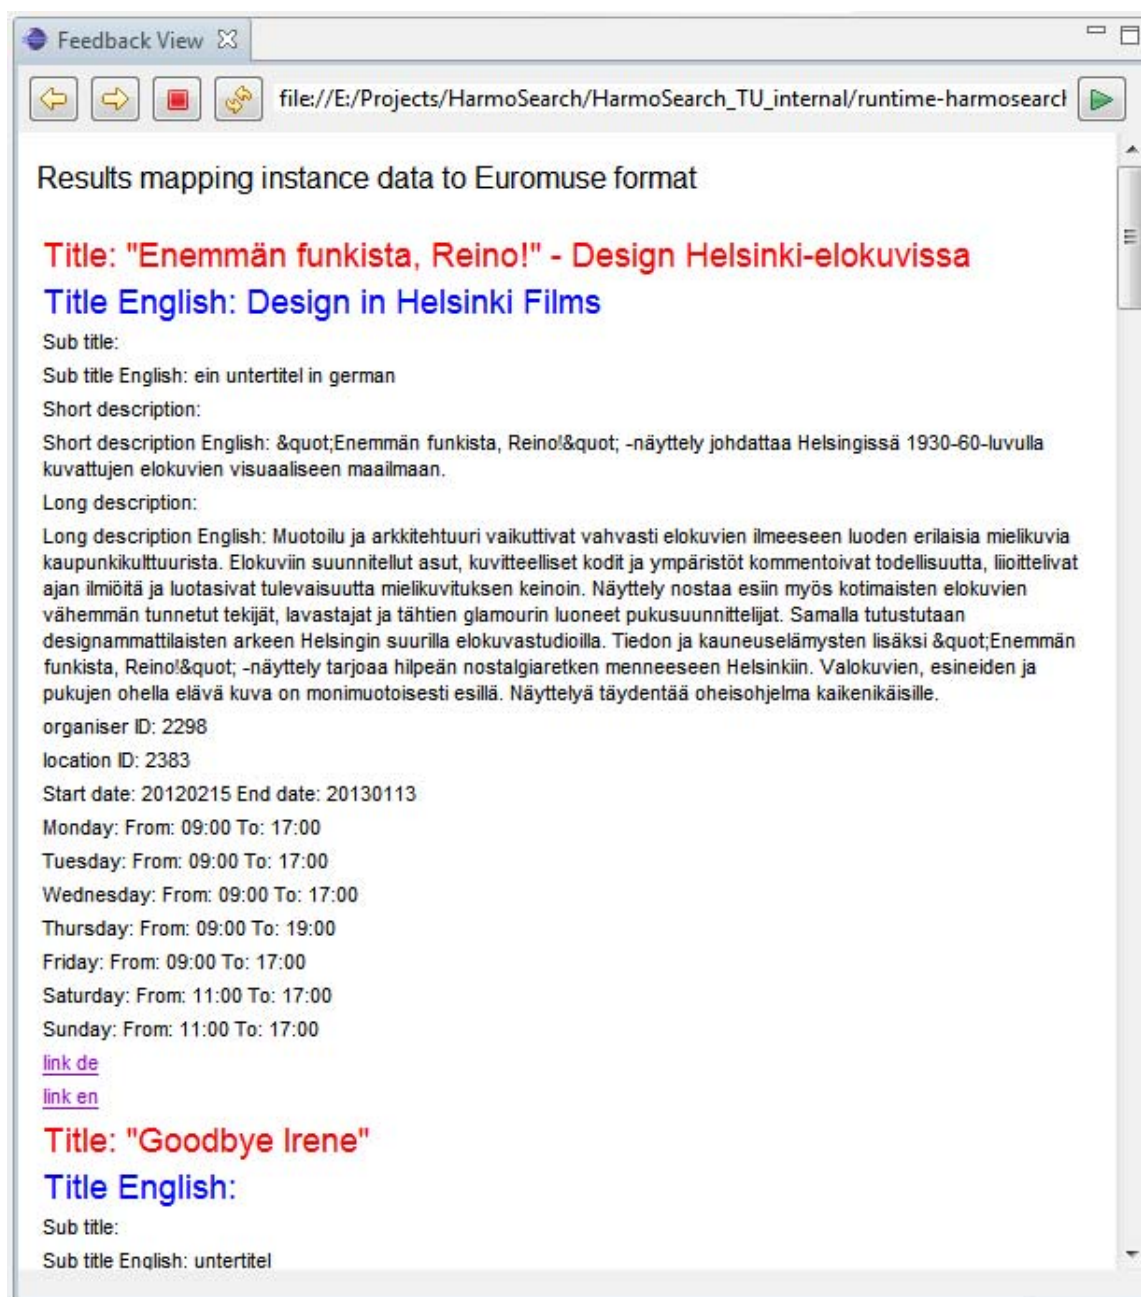 Feedback View
file://E:/Projects/HarmoSearch/HarmoSearch_TU_internal/runtime-harmosearch
Results mapping instance data to Euromuse format
Title: "Enemmän funkista, Reino!" - Design Helsinki-elokuvissa
Title English: Design in Helsinki Films
Sub title:
Sub title English: ein untertitel in german
Short description:
Short description English: &quot;Enemmän funkista, Reino!&quot; -näyttely johdattaa Helsingissä 1930-60-luvulla
kuvattujen elokuvien visuaaliseen maailmaan.
Long description:
Long description English: Muotoilu ja arkkitehtuuri vaikuttivat vahvasti elokuvien ilmeeseen luoden erilaisia mielikuvia
kaupunkikulttuurista. Elokuviin suunnitellut asut, kuvitteelliset kodit ja ympäristöt kommentoivat todellisuutta, liioittelivat
ajan ilmiöitä ja luotasivat tulevaisuutta mielikuvituksen keinoin. Näyttely nostaa esiin myös kotimaisten elokuvien
vähemmän tunnetut tekijät, lavastajat ja tähtien glamourin luoneet pukusuunnittelijat. Samalla tutustutaan
designammattilaisten arkeen Helsingin suurilla elokuvastudioilla. Tiedon ja kauneuselämysten lisäksi &quot;Enemmän
funkista, Reino!&quot; -näyttely tarjoaa hilpeän nostalgiaretken menneeseen Helsinkiin. Valokuvien, esineiden ja
pukujen ohella elävä kuva on monimuotoisesti esillä. Näyttelyä täydentää oheisohjelma kaikenikäisille.
organiser ID: 2298
location ID: 2383
Start date: 20120215 End date: 20130113
Monday: From: 09:00 To: 17:00
Tuesday: From: 09:00 To: 17:00
Wednesday: From: 09:00 To: 17:00
Thursday: From: 09:00 To: 19:00
Friday: From: 09:00 To: 17:00
Saturday: From: 11:00 To: 17:00
Sunday: From: 11:00 To: 17:00
link de
link en
Title: "Goodbye Irene"
Title English:
Sub title:
Sub title English: untertitel